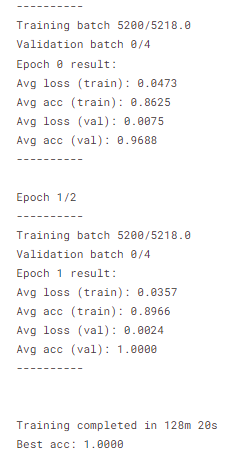 ----------
Training batch 5200/5218.0
Validation batch 0/4
Epoch 0 result:
Avg loss (train): 0.0473
Avg acc (train): 0.8625
Avg loss (val): 0.0075
Avg acc (val): 0.9688
----------
Epoch 1/2
----------
Training batch 5200/5218.0
Validation batch 0/4
Epoch 1 result:
Avg loss (train): 0.0357
Avg acc (train): 0.8966
Avg loss (val): 0.0024
Avg acc (val): 1.0000
----------
Training completed in 128m 20s
Best acc: 1.0000